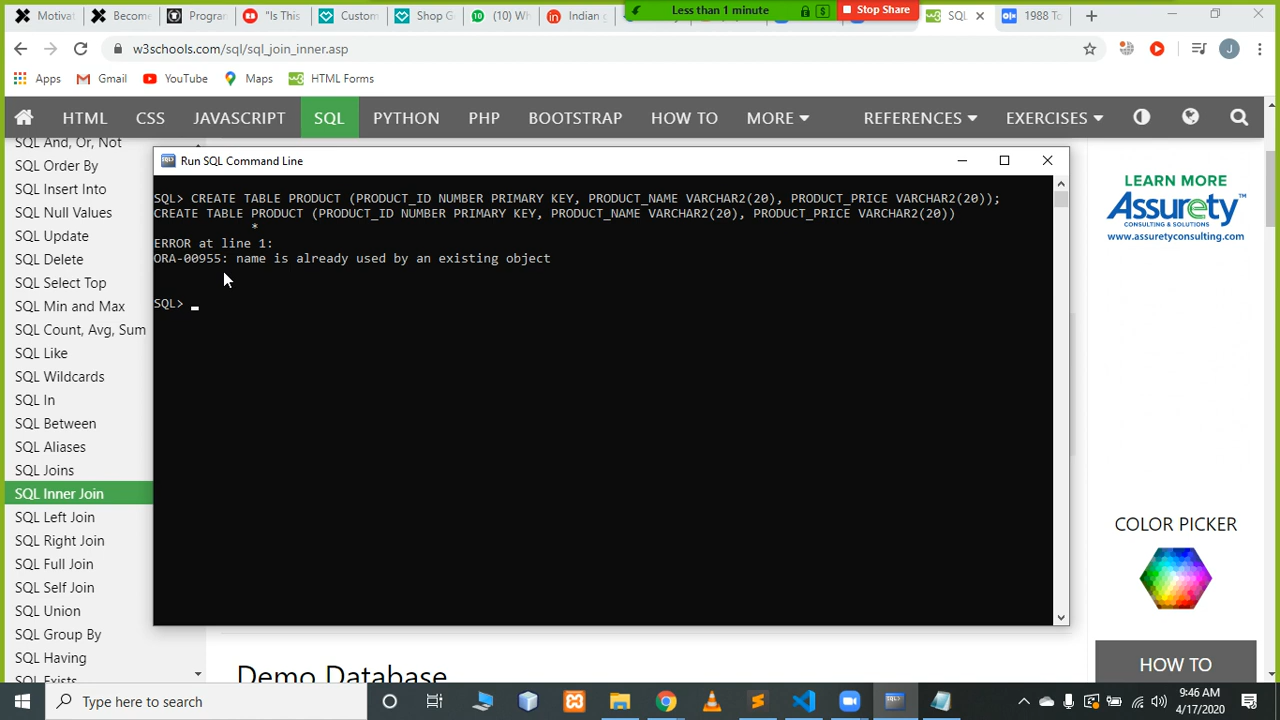 Motivat
Become
Program
"Is This
Custom
Shop G
(10) Wh
Indian g
Less than 1 minute
Stop Share
SQL
1988 To
w3schools.com/sql/sql_join_inner.asp
J
Apps
Gmail
YouTube
Maps
HTML Forms
HTML
CSS
JAVASCRIPT
SQL
PYTHON
PHP
BOOTSTRAP
HOW TO
MORE
REFERENCES
EXERCISES
SQL And, Or, Not
SQL Order By
SQL Insert Into
SQL Null Values
SQL Update
SQL Delete
SQL Select Top
SQL Min and Max
SQL Count, Avg, Sum
SQL Like
SQL Wildcards
SQL In
SQL Between
SQL Aliases
SQL Joins
SQL Inner Join
SQL Left Join
SQL Right Join
SQL Full Join
SQL Self Join
SQL Union
SQL Group By
SQL Having
SQL Exists
Run SQL Command Line
SQL> CREATE TABLE PRODUCT (PRODUCT_ID NUMBER PRIMARY KEY, PRODUCT_NAME VARCHAR2(20), PRODUCT_PRICE VARCHAR2(20));
CREATE TABLE PRODUCT (PRODUCT_ID NUMBER PRIMARY KEY, PRODUCT_NAME VARCHAR2(20), PRODUCT_PRICE VARCHAR2(20))
*
ERROR at line 1:
ORA-00955: name is already used by an existing object
SQL> _
LEARN MORE
Assurety
CONSULTING & SOLUTIONS
www.assuretyconsulting.com
COLOR PICKER
HOW TO
Demo Database
Type here to search
9:46 AM
4/17/2020